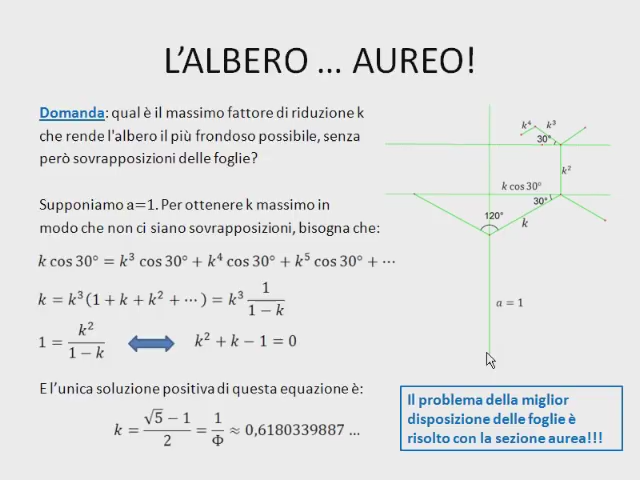 L'ALBERO ... AUREO!
Domanda: qual è il massimo fattore di riduzione k
che rende l'albero il più frondoso possibile, senza
però sovrapposizioni delle foglie?
Supponiamo a=1. Per ottenere k massimo in
modo che non ci siano sovrapposizioni, bisogna che:
k cos 30° = k³ cos 30° + k⁴ cos 30° + k⁵ cos 30° + ⋯
k = k³(1 + k + k² + ⋯) = k³ 1/(1 − k)
1 = k²/(1 − k) k² + k − 1 = 0
E l'unica soluzione positiva di questa equazione è:
k = (√5 − 1)/2 = 1/Φ ≈ 0,6180339887 ...
k⁴ k³
30°
k²
k cos 30°
30°
120°
k
a = 1
Il problema della miglior
disposizione delle foglie è
risolto con la sezione aurea!!!